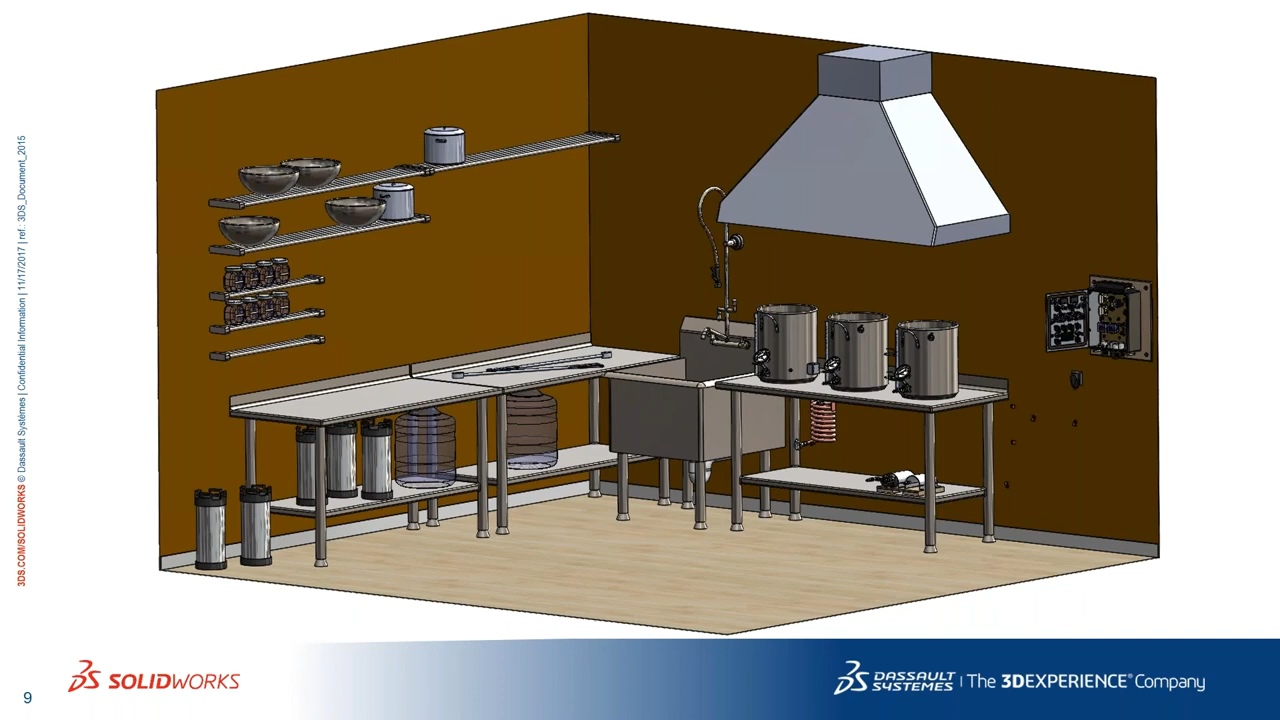 3DS.COM/SOLIDWORKS © Dassault Systèmes | Confidential Information | 11/17/2017 | ref.: 3DS_Document_2015
9
SOLIDWORKS
DASSAULT SYSTEMES | The 3DEXPERIENCE® Company